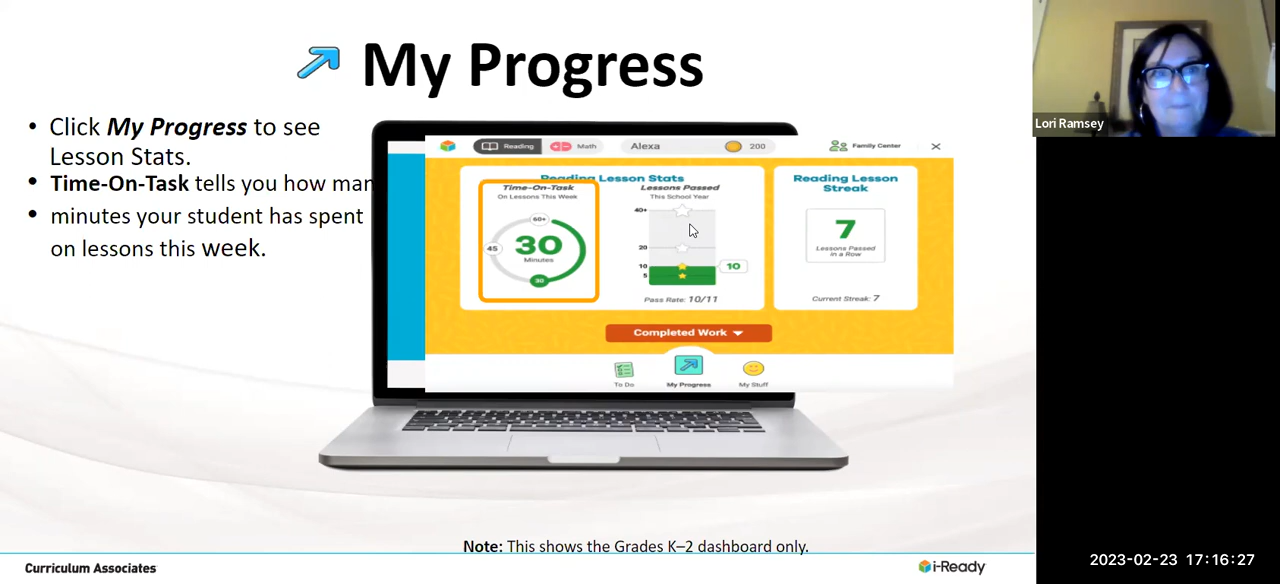 My Progress
• Click My Progress to see
Lesson Stats.
• Time-On-Task tells you how man
• minutes your student has spent
on lessons this week.
Reading
Math
Alexa
200
Family Center
Reading Lesson Stats
Time-On-Task
On Lessons This Week
60+
45
30
Minutes
30
Lessons Passed
This School Year
40+
20
10
5
10
Pass Rate: 10/11
Reading Lesson
Streak
7
Lessons Passed
in a Row
Current Streak: 7
Completed Work
To Do
My Progress
My Stuff
Note: This shows the Grades K–2 dashboard only.
Curriculum Associates
i-Ready
Lori Ramsey
2023-02-23 17:16:27